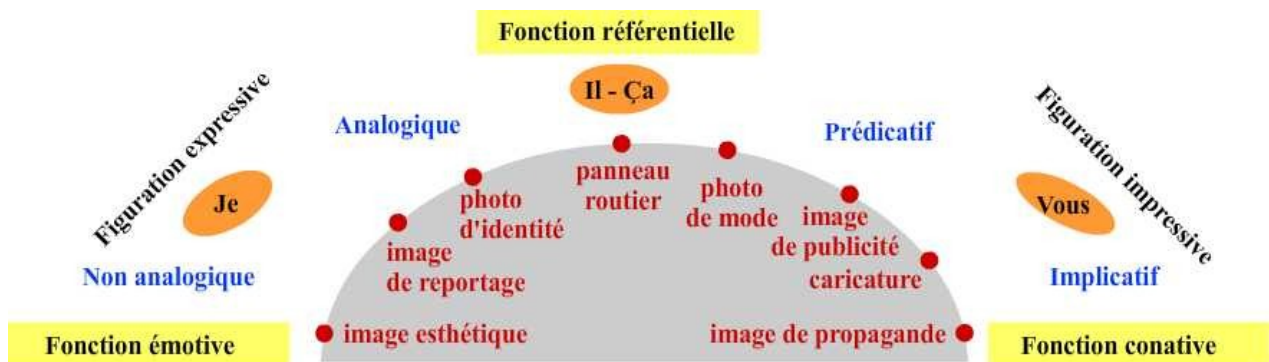 Fonction référentielle
Il - Ça
Figuration expressive
Figuration impressive
Analogique
Prédicatif
Je
Vous
panneau
routier
photo
d'identité
photo
de mode
image
de reportage
image
de publicité
caricature
Non analogique
Implicatif
image esthétique
image de propagande
Fonction émotive
Fonction conative